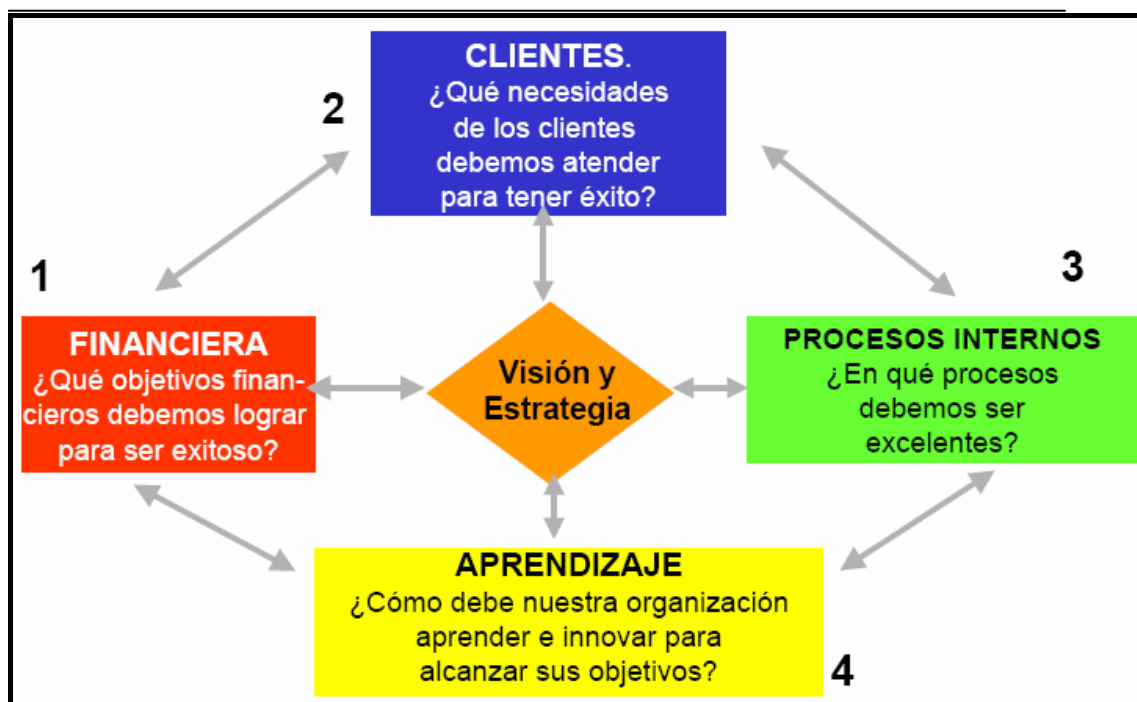 CLIENTES.
¿Qué necesidades
de los clientes
debemos atender
para tener éxito?
2
1
3
FINANCIERA
¿Qué objetivos finan-
cieros debemos lograr
para ser exitoso?
Visión y
Estrategia
PROCESOS INTERNOS
¿En qué procesos
debemos ser
excelentes?
APRENDIZAJE
¿Cómo debe nuestra organización
aprender e innovar para
alcanzar sus objetivos?
4